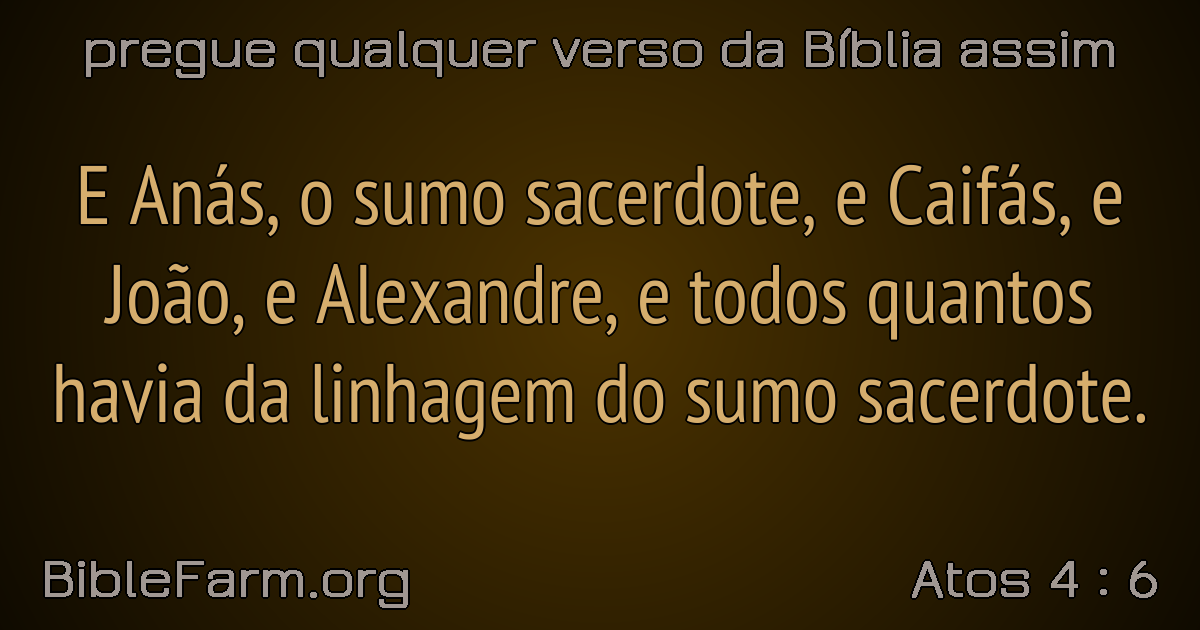 pregue qualquer verso da Bíblia assim
E Anás, o sumo sacerdote, e Caifás, e
João, e Alexandre, e todos quantos
havia da linhagem do sumo sacerdote.
BibleFarm.org
Atos 4 : 6